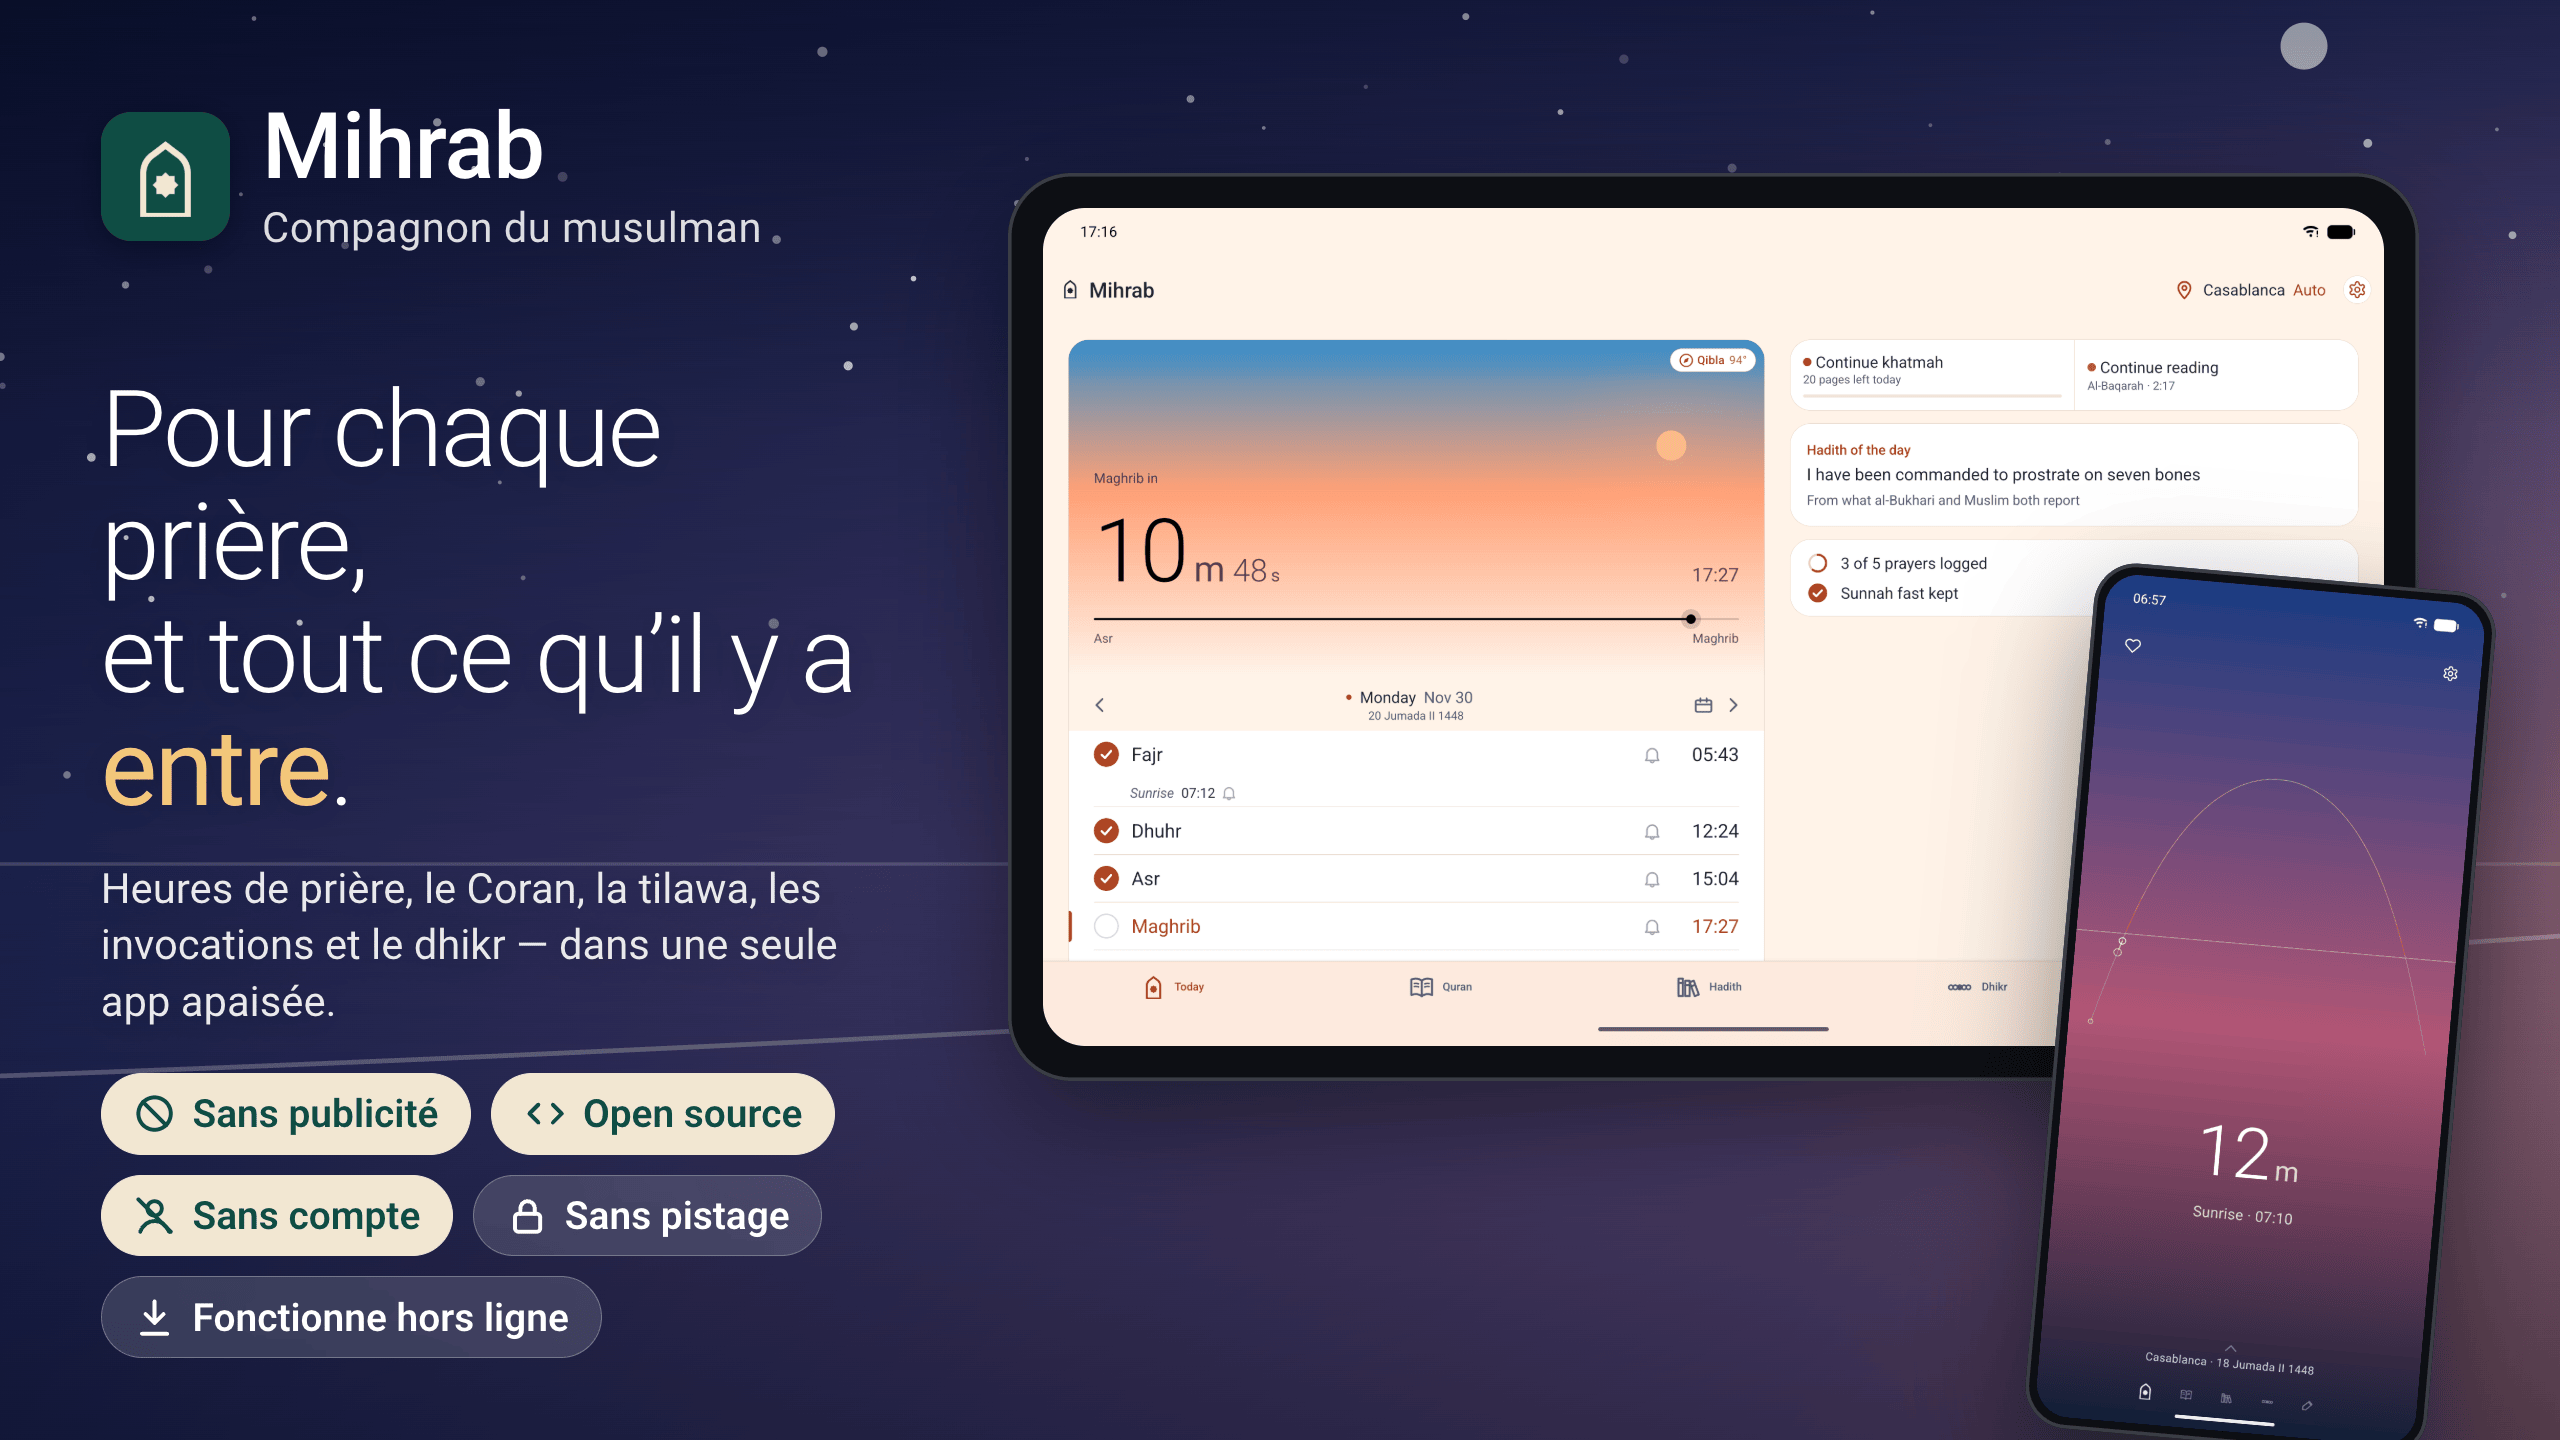 Mihrab
Compagnon du musulman
Pour chaque
prière,
et tout ce qu’il y a
entre.
Heures de prière, le Coran, la tilawa, les
invocations et le dhikr — dans une seule
app apaisée.
Sans publicité
Open source
Sans compte
Sans pistage
Fonctionne hors ligne
17:16
Mihrab
Casablanca Auto
Qibla 94°
Maghrib in
10 m 48 s
17:27
Asr
Maghrib
Monday Nov 30
20 Jumada II 1448
Fajr 05:43
Sunrise 07:12
Dhuhr 12:24
Asr 15:04
Maghrib 17:27
Continue khatmah
20 pages left today
Continue reading
Al-Baqarah · 2:17
Hadith of the day
I have been commanded to prostrate on seven bones
From what al-Bukhari and Muslim both report
3 of 5 prayers logged
Sunnah fast kept
Today
Quran
Hadith
Dhikr
06:57
12 m
Sunrise · 07:10
Casablanca · 18 Jumada II 1448